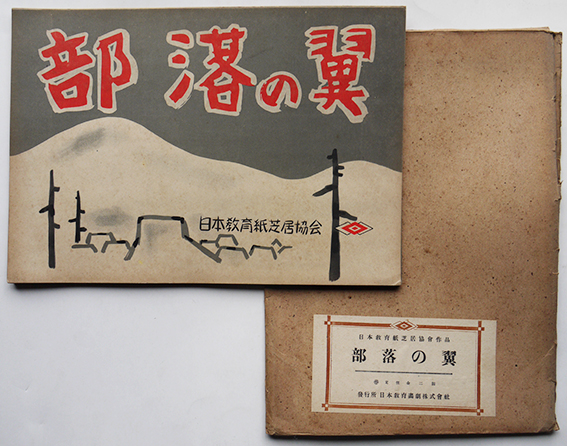 部落の翼
日本教育紙芝居協会
日本教育紙芝居協會作品
部落の翼
発行所 日本教育畫劇株式會社